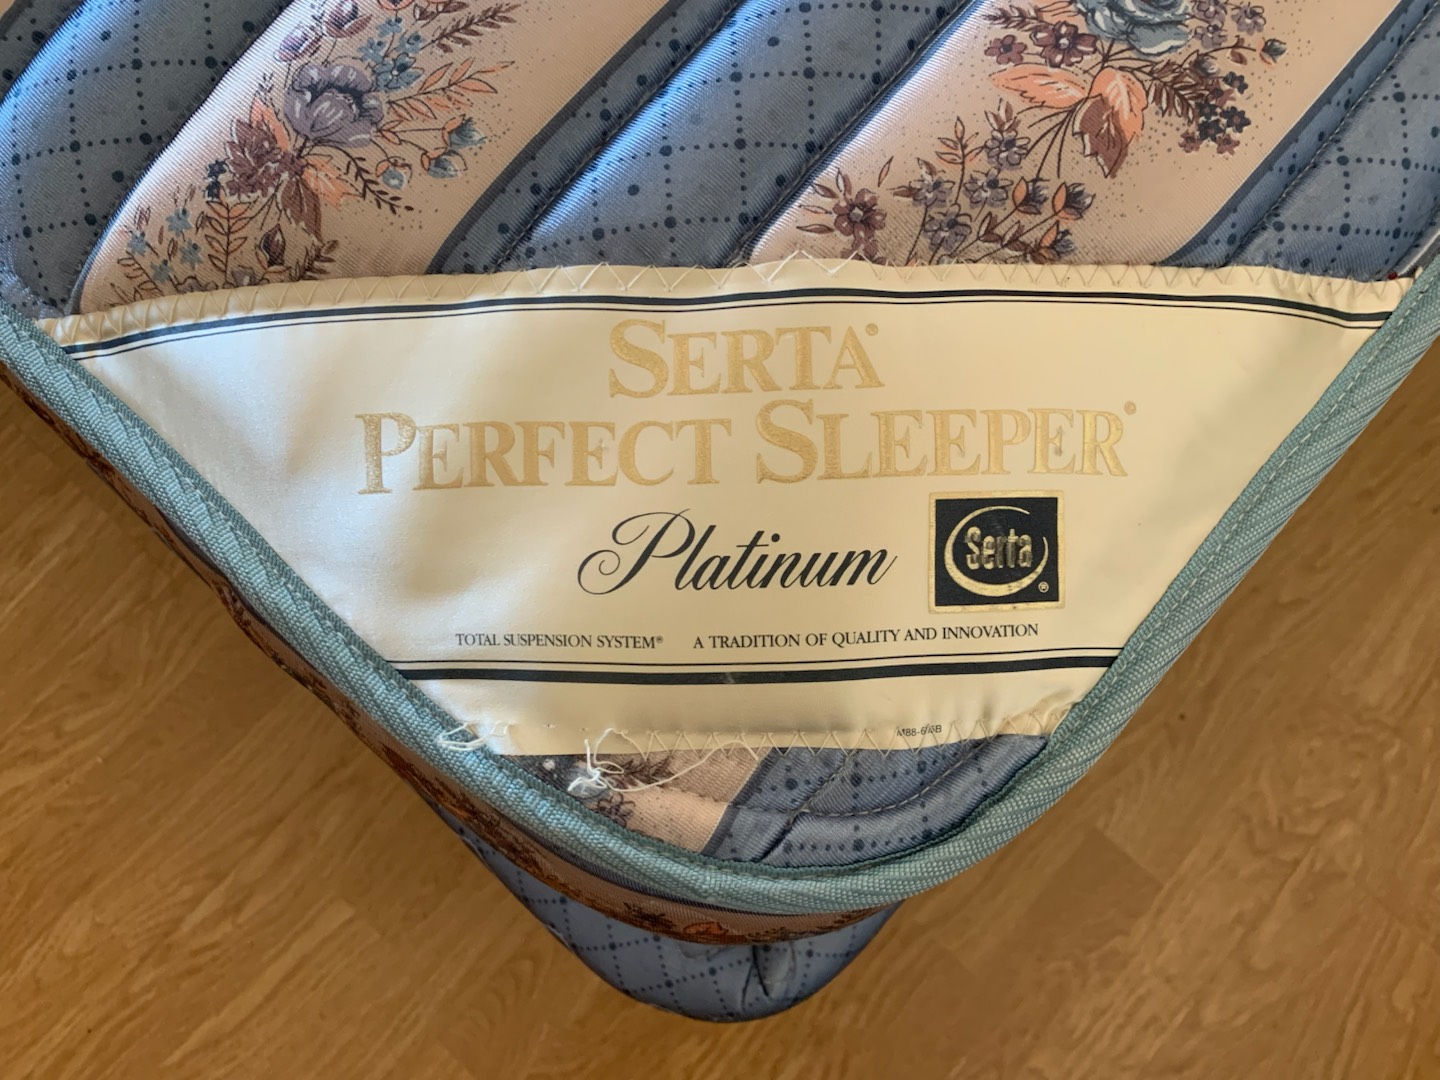 SERTA®
PERFECT SLEEPER®
Platinum
Serta®
TOTAL SUSPENSION SYSTEM® A TRADITION OF QUALITY AND INNOVATION